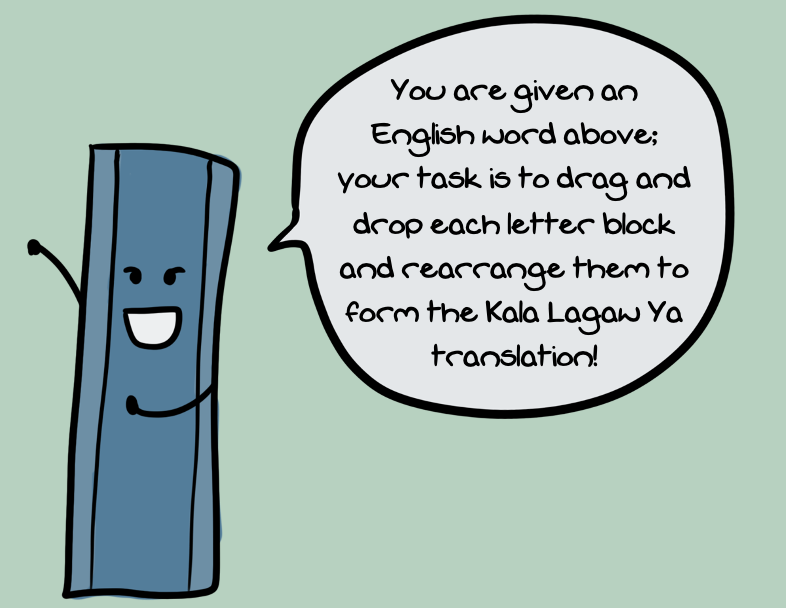 You are given an
English word above;
your task is to drag and
drop each letter block
and rearrange them to
form the Kala Lagaw Ya
translation!